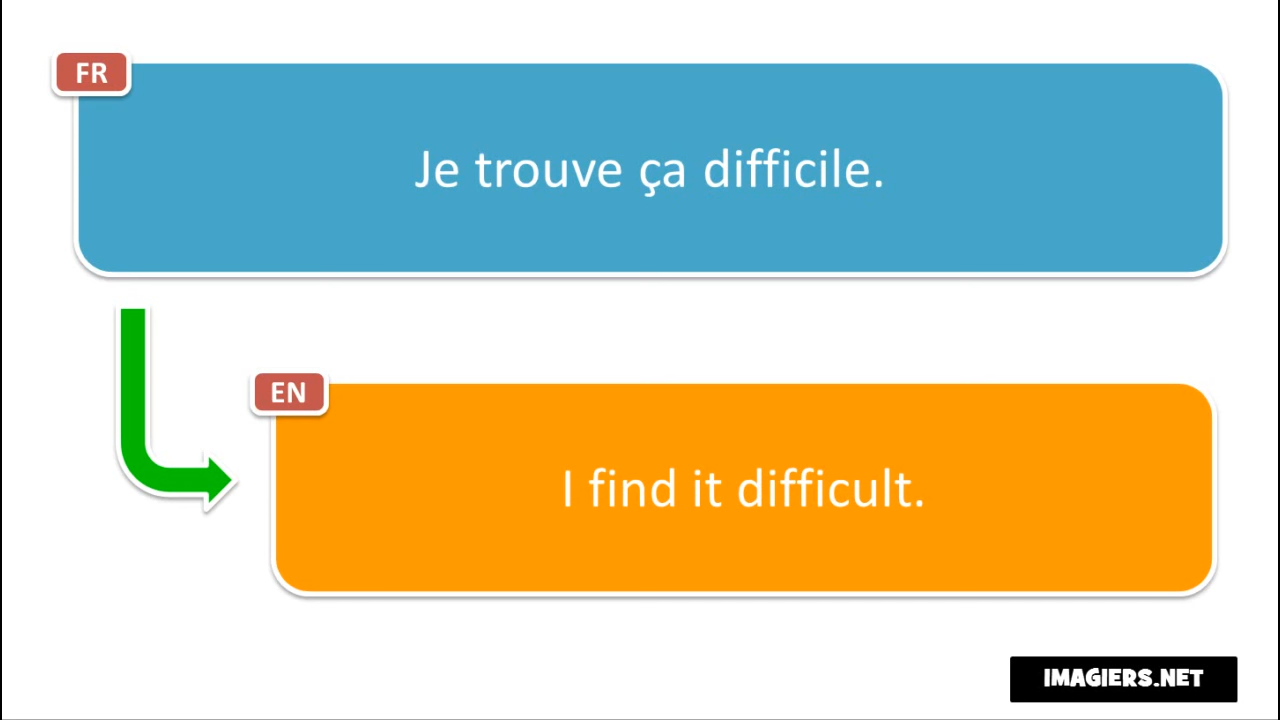 FR
Je trouve ça difficile.
EN
I find it difficult.
IMAGIERS.NET